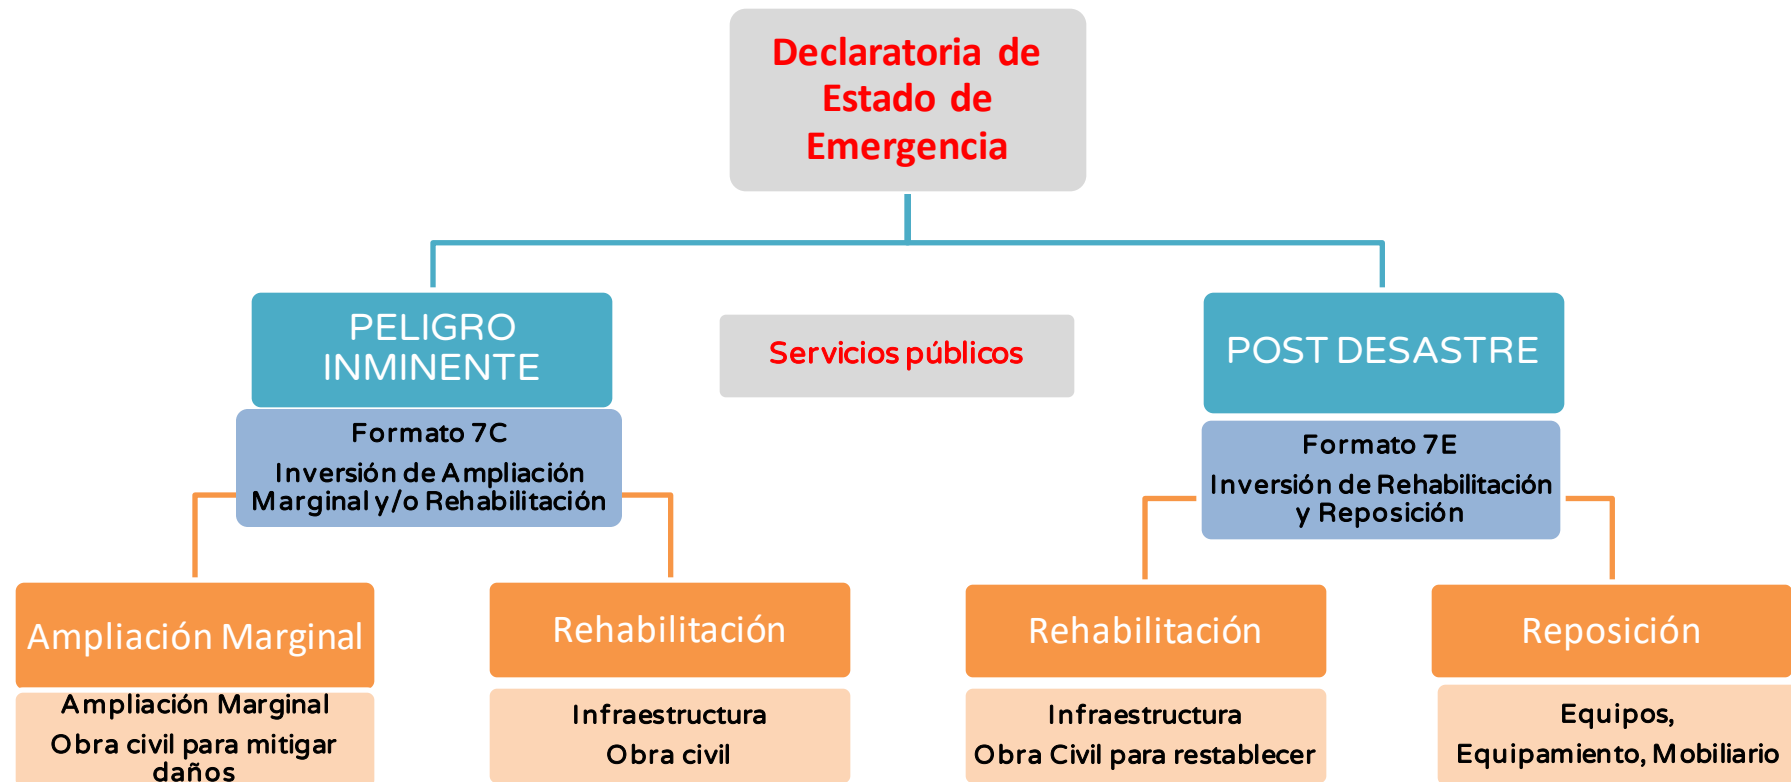 Declaratoria de
Estado de
Emergencia
PELIGRO
INMINENTE
Servicios públicos
POST DESASTRE
Formato 7C
Inversión de Ampliación
Marginal y/o Rehabilitación
Formato 7E
Inversión de Rehabilitación
y Reposición
Ampliación Marginal
Rehabilitación
Rehabilitación
Reposición
Ampliación Marginal
Obra civil para mitigar
daños
Infraestructura
Obra civil
Infraestructura
Obra Civil para restablecer
Equipos,
Equipamiento, Mobiliario